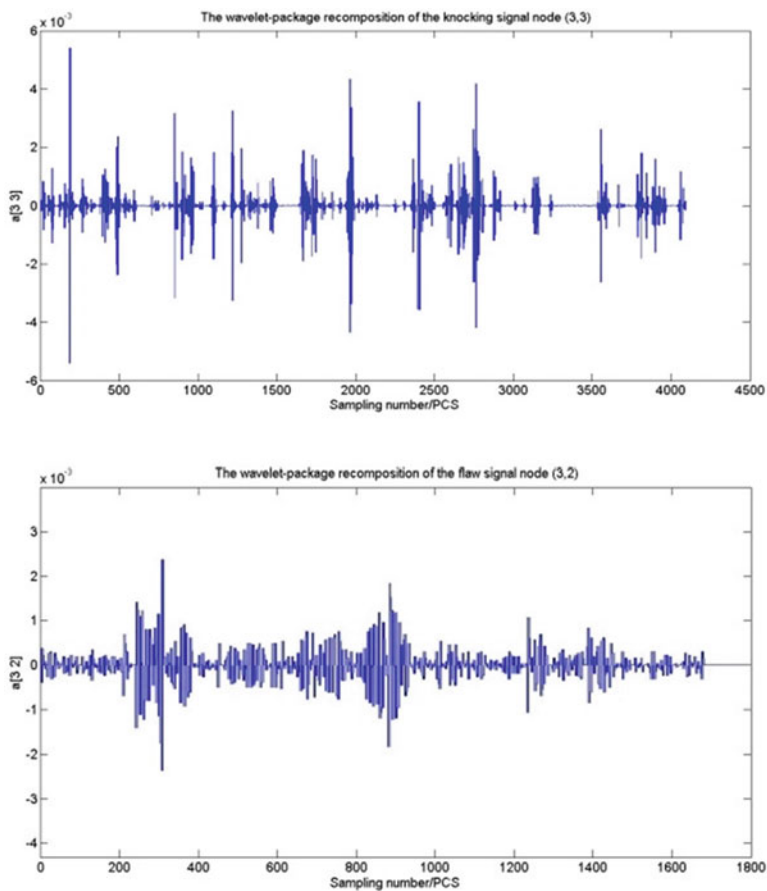 The wavelet-package recomposition of the knocking signal node (3,3)
x 10⁻³
6
4
2
0
-2
-4
-6
a[3 3]
0 500 1000 1500 2000 2500 3000 3500 4000 4500
Sampling number/PCS
The wavelet-package recomposition of the flaw signal node (3,2)
x 10⁻³
3
2
1
0
-1
-2
-3
-4
a[3 2]
0 200 400 600 800 1000 1200 1400 1600 1800
Sampling number/PCS